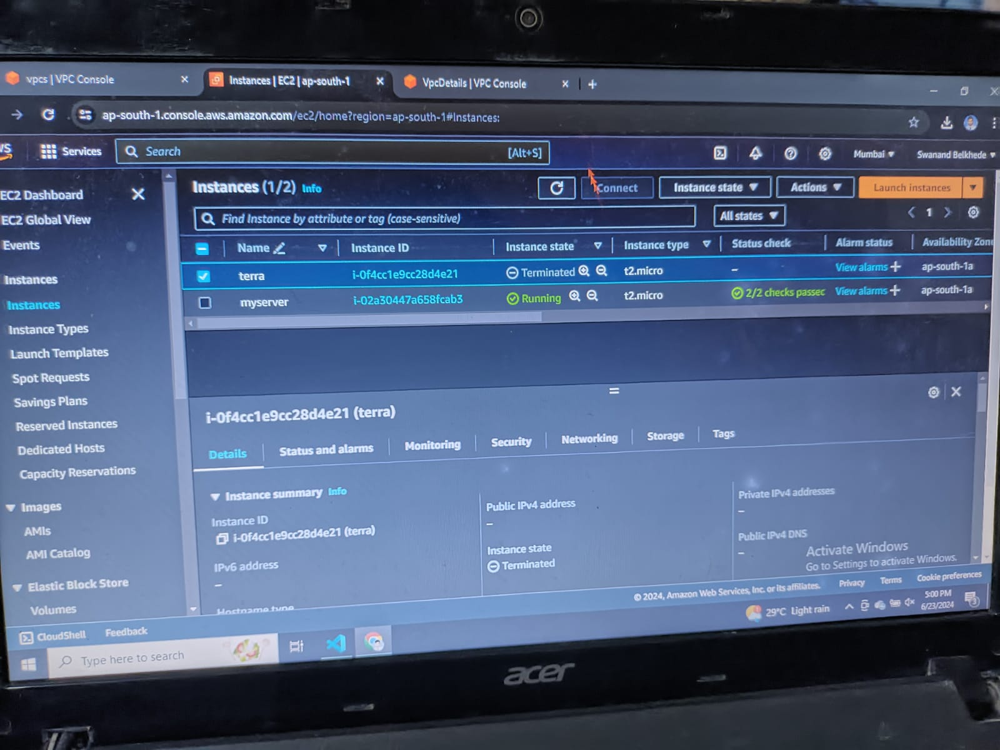 vpcs | VPC Console
Instances | EC2 | ap-south-1
VpcDetails | VPC Console
ap-south-1.console.aws.amazon.com/ec2/home?region=ap-south-1#Instances:
Services
Search
[Alt+S]
Mumbai
Swanand Belkhede
EC2 Dashboard
EC2 Global View
Events
Instances
Instances
Instance Types
Launch Templates
Spot Requests
Savings Plans
Reserved Instances
Dedicated Hosts
Capacity Reservations
Images
AMIs
AMI Catalog
Elastic Block Store
Volumes
Instances (1/2) Info
Connect
Instance state
Actions
Launch instances
Find Instance by attribute or tag (case-sensitive)
All states
1
Name Instance ID Instance state Instance type Status check Alarm status Availability Zone
terra i-0f4cc1e9cc28d4e21 Terminated t2.micro – View alarms + ap-south-1a
myserver i-02a30447a658fcab3 Running t2.micro 2/2 checks passec View alarms + ap-south-1a
i-0f4cc1e9cc28d4e21 (terra)
Details Status and alarms Monitoring Security Networking Storage Tags
Instance summary Info
Instance ID
i-0f4cc1e9cc28d4e21 (terra)
IPv6 address
–
Hostname type
Public IPv4 address
–
Instance state
Terminated
Private IPv4 addresses
–
Public IPv4 DNS
–
Activate Windows
Go to Settings to activate Windows.
CloudShell
Feedback
© 2024, Amazon Web Services, Inc. or its affiliates.
Privacy
Terms
Cookie preferences
Type here to search
29°C Light rain
5:00 PM
6/23/2024
3
acer